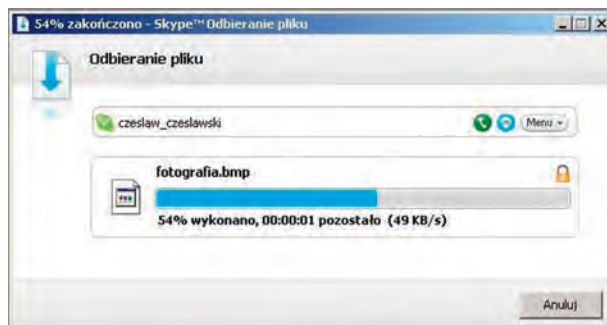 54% zakończono - Skype™ Odbieranie pliku
Odbieranie pliku
czeslaw_czeslawski
Menu
fotografia.bmp
54% wykonano, 00:00:01 pozostało (49 KB/s)
Anuluj